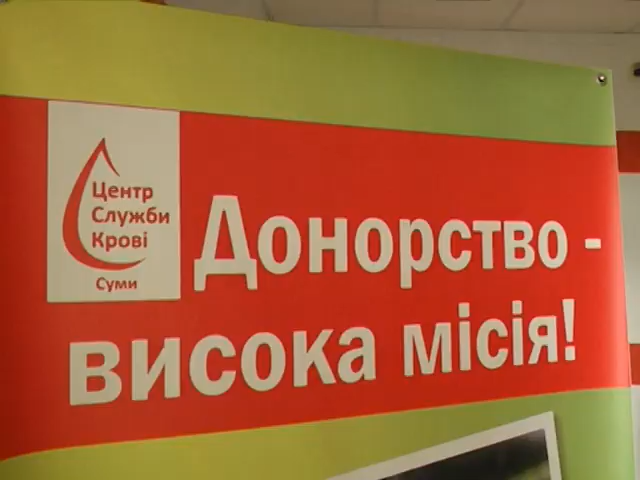 Центр
Служби
Крові
Суми
Донорство -
висока місія!